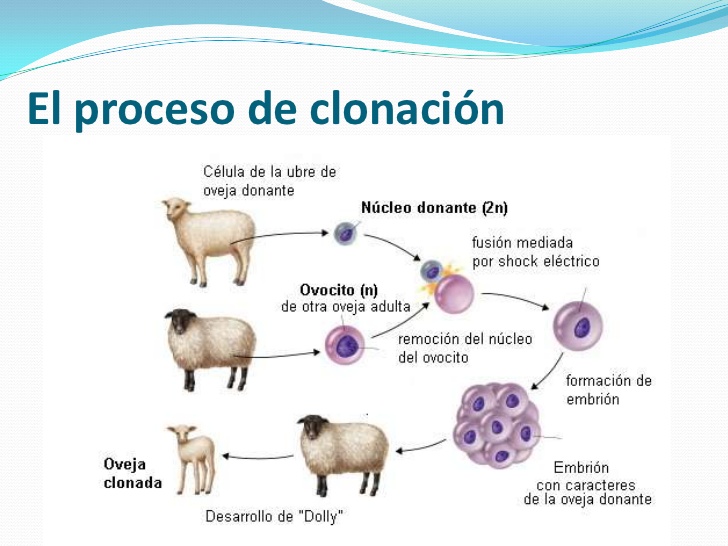 El proceso de clonación
Célula de la ubre de
oveja donante
Núcleo donante (2n)
fusión mediada
por shock eléctrico
Ovocito (n)
de otra oveja adulta
remoción del núcleo
del ovocito
formación de
embrión
Embrión
con caracteres
de la oveja donante
Oveja
clonada
Desarrollo de "Dolly"